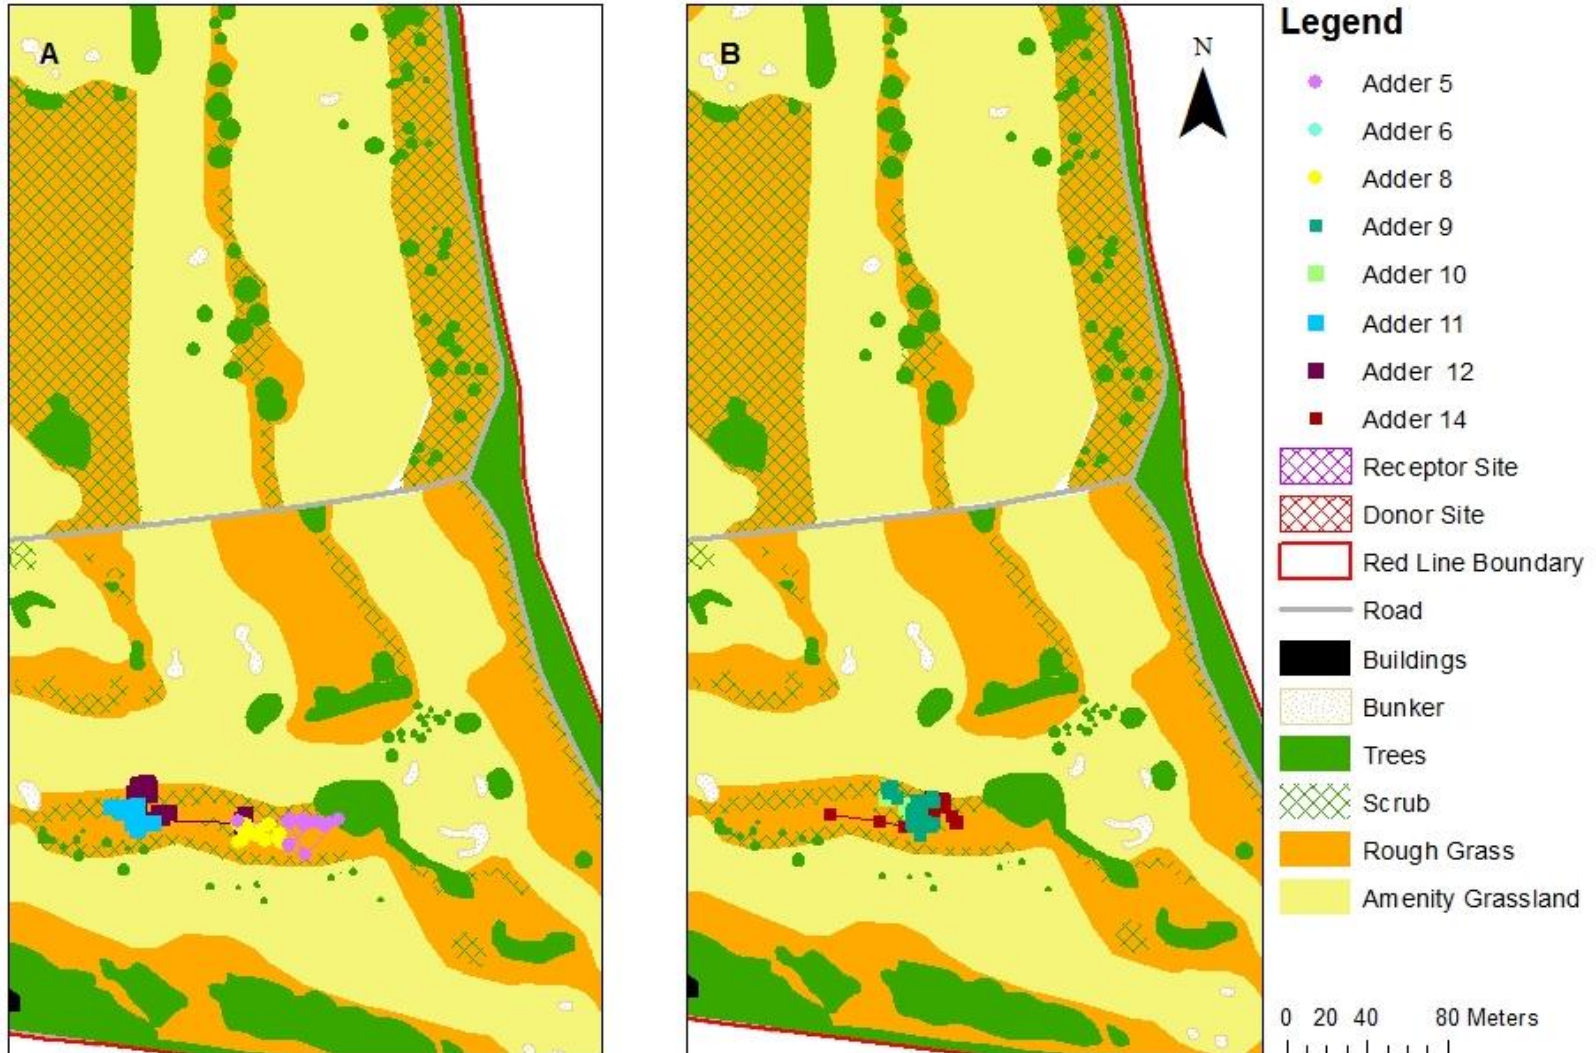 A
B
N
Legend
Adder 5
Adder 6
Adder 8
Adder 9
Adder 10
Adder 11
Adder 12
Adder 14
Receptor Site
Donor Site
Red Line Boundary
Road
Buildings
Bunker
Trees
Scrub
Rough Grass
Amenity Grassland
0 20 40 80 Meters